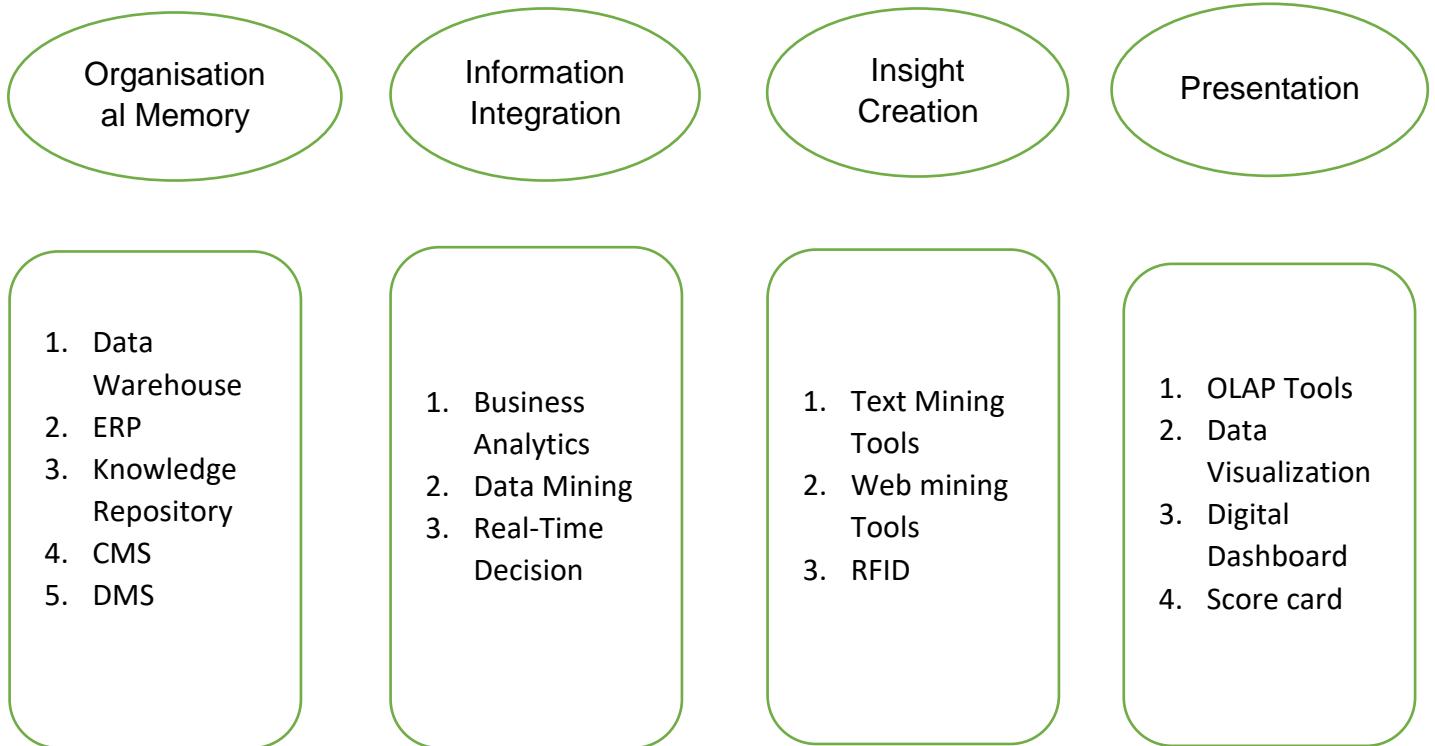 Organisation
al Memory
Information
Integration
Insight
Creation
Presentation
1. Data
Warehouse
2. ERP
3. Knowledge
Repository
4. CMS
5. DMS
1. Business
Analytics
2. Data Mining
3. Real-Time
Decision
1. Text Mining
Tools
2. Web mining
Tools
3. RFID
1. OLAP Tools
2. Data
Visualization
3. Digital
Dashboard
4. Score card